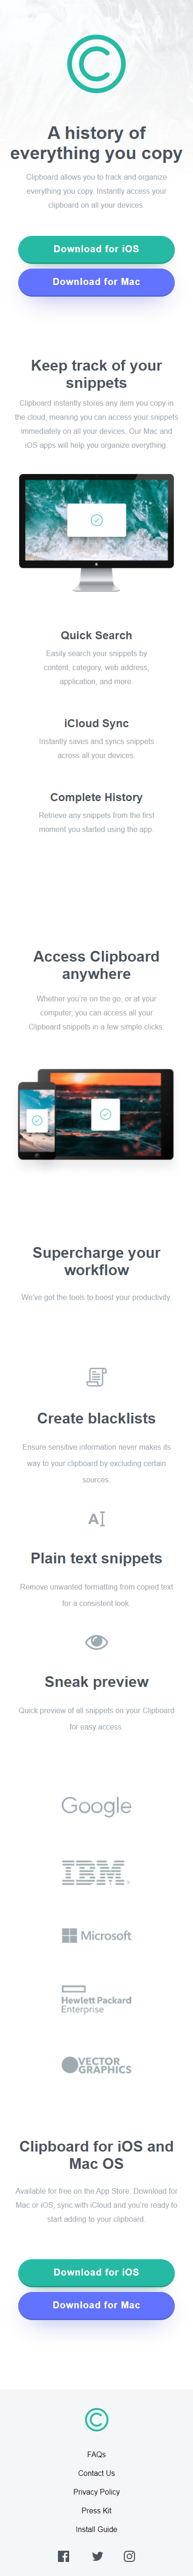 A history of
everything you copy
Clipboard allows you to track and organize
everything you copy. Instantly access your
clipboard on all your devices.
Download for iOS
Download for Mac
Keep track of your
snippets
Clipboard instantly stores any item you copy in
the cloud, meaning you can access your snippets
immediately on all your devices. Our Mac and
iOS apps will help you organize everything.
Quick Search
Easily search your snippets by
content, category, web address,
application, and more.
iCloud Sync
Instantly saves and syncs snippets
across all your devices.
Complete History
Retrieve any snippets from the first
moment you started using the app.
Access Clipboard
anywhere
Whether you're on the go, or at your
computer, you can access all your
Clipboard snippets in a few simple clicks.
Supercharge your
workflow
We've got the tools to boost your productivity.
A
Create blacklists
Ensure sensitive information never makes its
way to your clipboard by excluding certain
sources.
Plain text snippets
Remove unwanted formatting from copied text
for a consistent look.
Sneak preview
Quick preview of all snippets on your Clipboard
for easy access.
Google
IBM
Microsoft
Hewlett Packard
Enterprise
VECTOR
GRAPHICS
Clipboard for iOS and
Mac OS
Available for free on the App Store. Download for
Mac or iOS, sync with iCloud and you're ready to
start adding to your clipboard.
Download for iOS
Download for Mac
FAQs
Contact Us
Privacy Policy
Press Kit
Install Guide